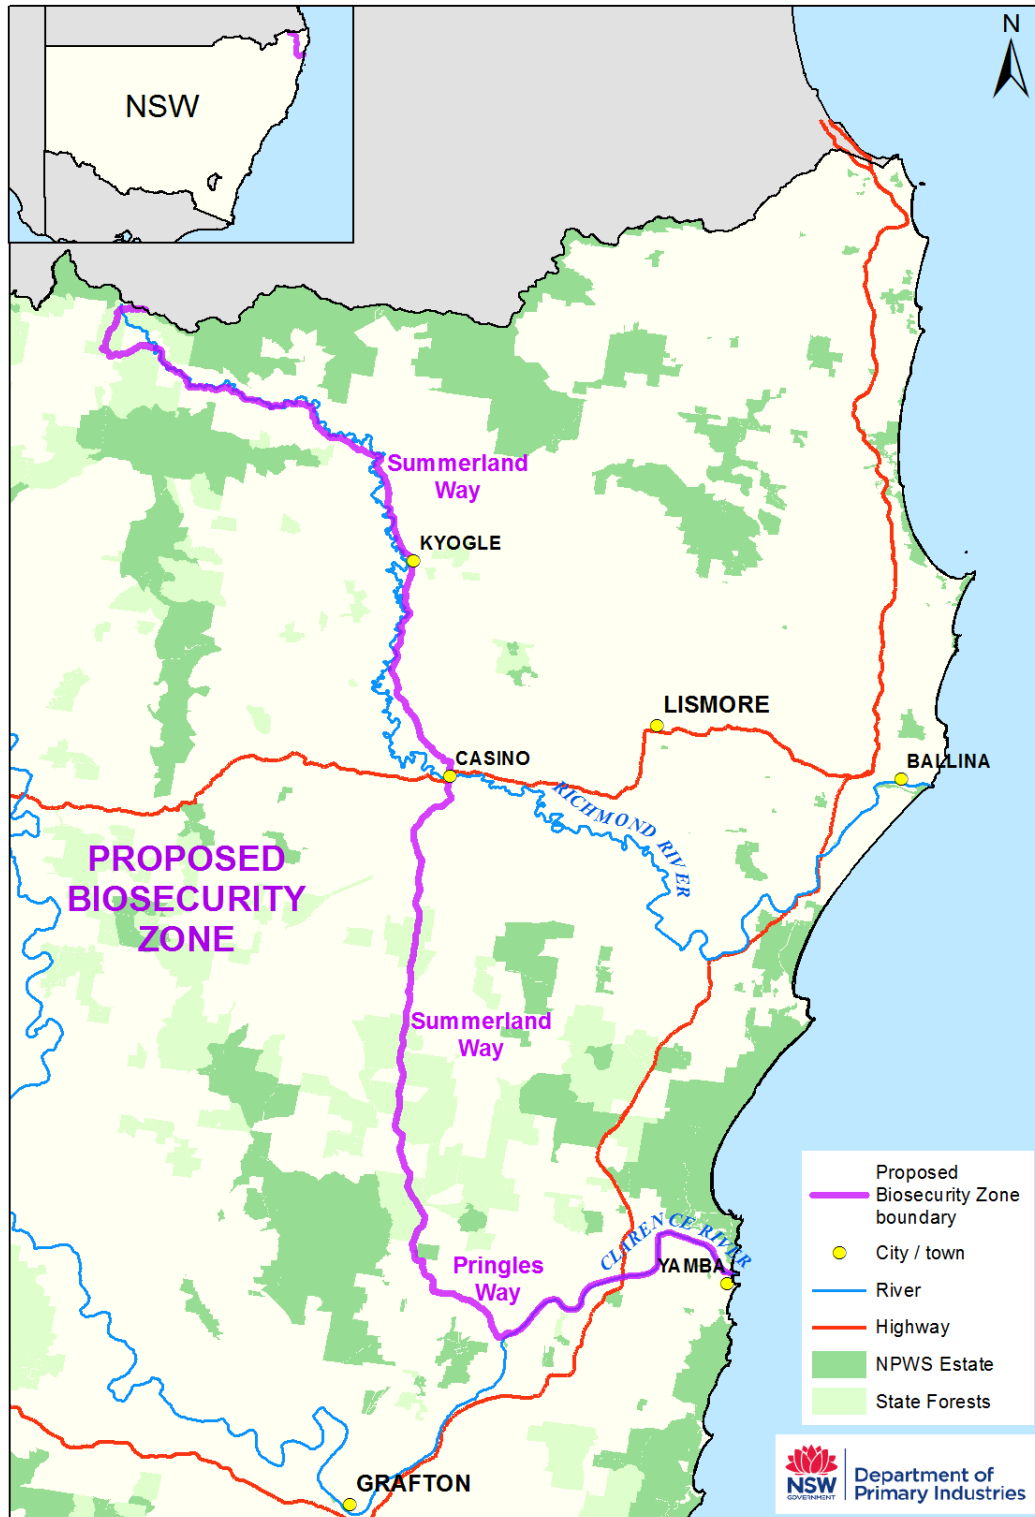 NSW
N
Summerland
Way
KYOGLE
LISMORE
CASINO
BALLINA
RICHMOND RIVER
PROPOSED
BIOSECURITY
ZONE
Summerland
Way
CLARENCE RIVER
Pringles
Way
YAMBA
GRAFTON
Proposed
Biosecurity Zone
boundary
City / town
River
Highway
NPWS Estate
State Forests
NSW
GOVERNMENT
Department of
Primary Industries